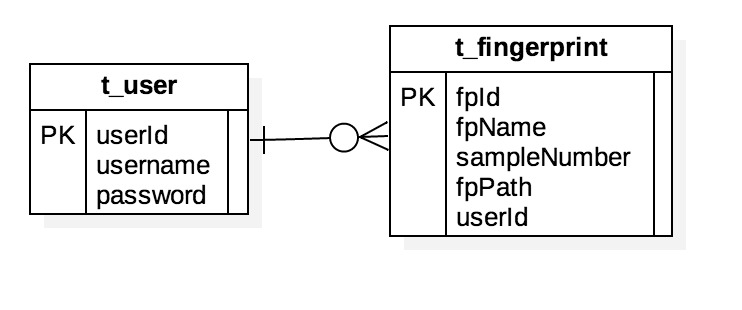 t_user
PK userId
username
password
t_fingerprint
PK fpId
fpName
sampleNumber
fpPath
userId